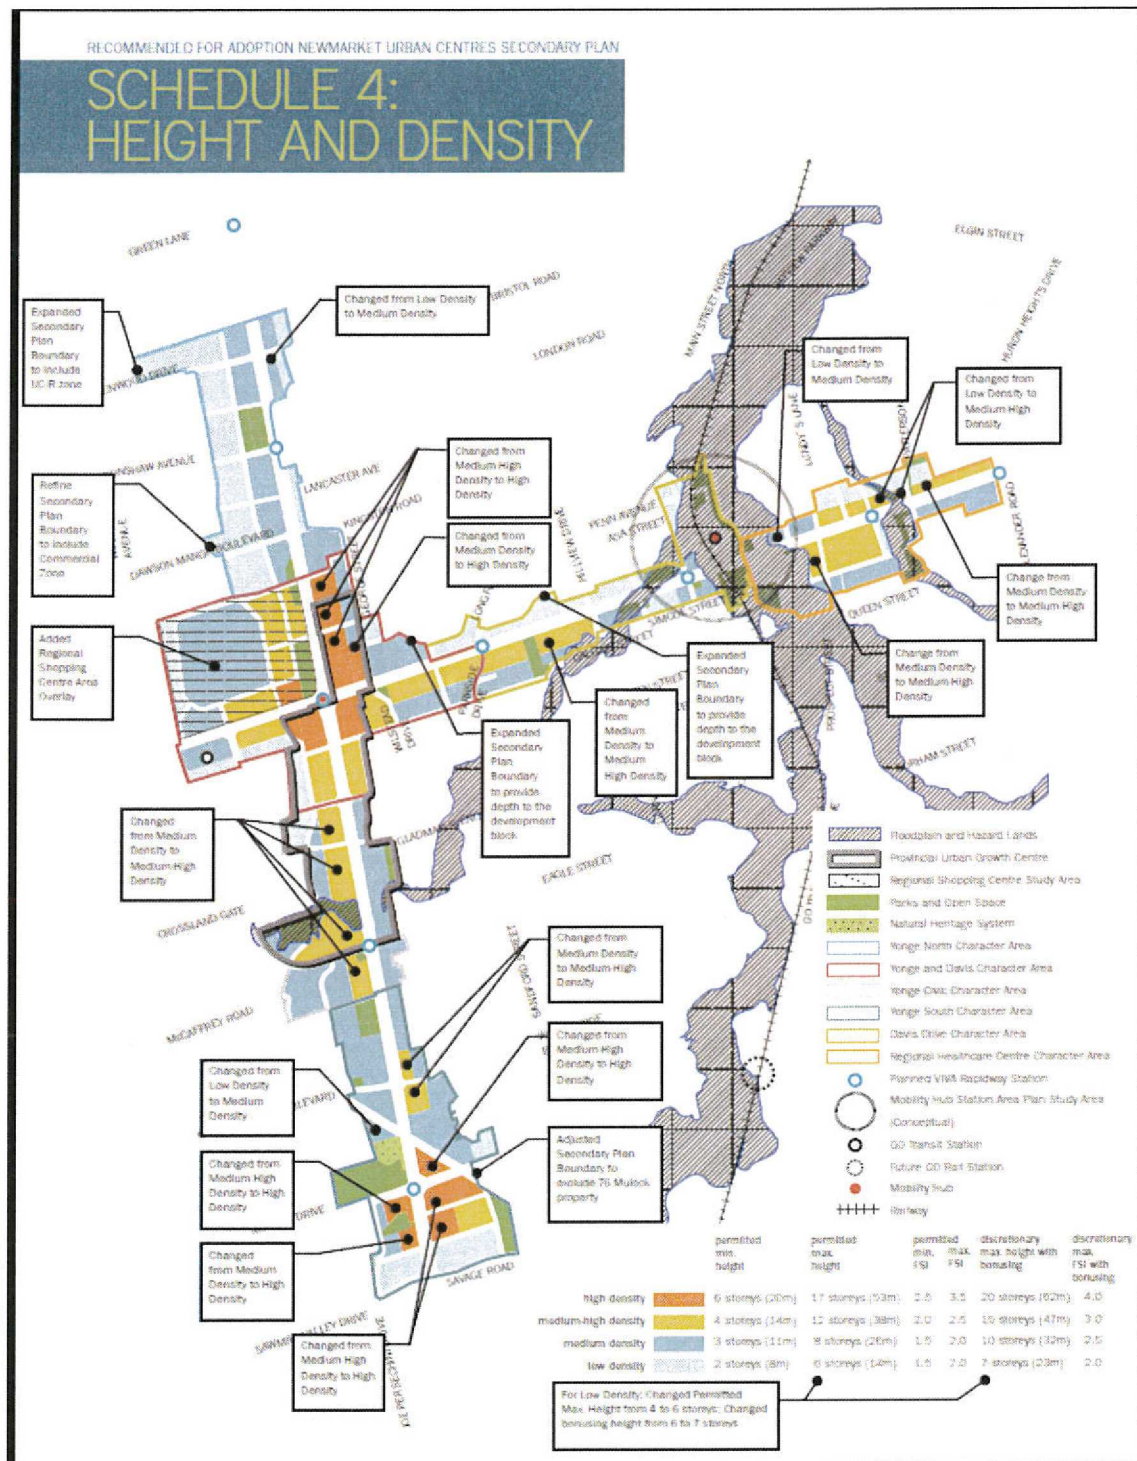 RECOMMENDED FOR ADOPTION NEWMARKET URBAN CENTRES SECONDARY PLAN
SCHEDULE 4:
HEIGHT AND DENSITY
GREEN LANE
BRISTOL ROAD
LONDON ROAD
MAIN STREET NORTH
ELGIN STREET
HURON HEIGHTS DRIVE
Expanded
Secondary
Plan
Boundary
to include
UC-R zone
Changed from Low Density
to Medium Density
Changed from
Low Density to
Medium Density
Changed from
Low Density to
Medium High
Density
LANCASTER AVE
Refine
Secondary
Plan
Boundary
to include
Commercial
Zone
AVENUE
Changed from
Medium High
Density to High
Density
Changed from
Medium Density
to High Density
PENN AVENUE
ASA STREET
SIMCOE STREET
QUEEN STREET
Change from
Medium Density
to Medium High
Density
Added
Regional
Shopping
Centre Area
Overlay
Change from
Medium Density
to Medium High
Density
Expanded
Secondary
Plan
Boundary
to provide
depth to the
development
block
Changed
from
Medium
Density to
Medium
High Density
Expanded
Secondary
Plan
Boundary
to provide
depth to the
development
block
EAGLE STREET
Changed
from Medium
Density to
Medium-High
Density
CROSSLAND GATE
McCAFFREY ROAD
SANDFORD STREET
Changed from
Medium Density
to Medium-High
Density
Changed from
Medium-High
Density to High
Density
Changed from
Low Density
to Medium
Density
Adjusted
Secondary Plan
Boundary to
exclude 76 Mulock
property
Changed from
Medium High
Density to High
Density
DRIVE
Changed
from Medium
Density to High
Density
SAVAGE ROAD
Changed from
Medium High
Density to High
Density
Floodplain and Hazard Lands
Provincial Urban Growth Centre
Regional Shopping Centre Study Area
Parks and Open Space
Natural Heritage System
Yonge North Character Area
Yonge and Davis Character Area
Yonge Civic Character Area
Yonge South Character Area
Davis Drive Character Area
Regional Healthcare Centre Character Area
Planned VIVA Rapidway Station
Mobility Hub Station Area Plan Study Area
(Conceptual)
GO Transit Station
Future GO Rail Station
Mobility Hub
Railway
permitted min. height permitted max. height permitted min. FSI max. FSI discretionary max. height with bonusing discretionary max. FSI with bonusing
high density 6 storeys (20m) 17 storeys (53m) 2.5 3.5 20 storeys (62m) 4.0
medium-high density 4 storeys (14m) 12 storeys (38m) 2.0 2.5 15 storeys (47m) 3.0
medium density 3 storeys (11m) 8 storeys (26m) 1.5 2.0 10 storeys (32m) 2.5
low density 2 storeys (8m) 6 storeys (14m) 1.5 2.0 7 storeys (23m) 2.0
For Low Density: Changed Permitted
Max. Height from 4 to 6 storeys; Changed
bonusing height from 6 to 7 storeys